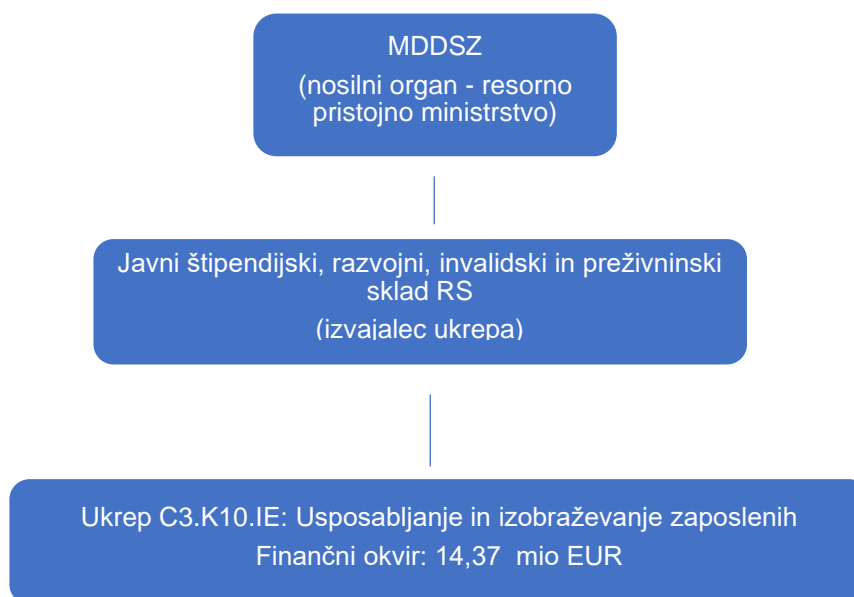 MDDSZ
(nosilni organ - resorno
pristojno ministrstvo)
Javni štipendijski, razvojni, invalidski in preživninski
sklad RS
(izvajalec ukrepa)
Ukrep C3.K10.IE: Usposabljanje in izobraževanje zaposlenih
Finančni okvir: 14,37 mio EUR